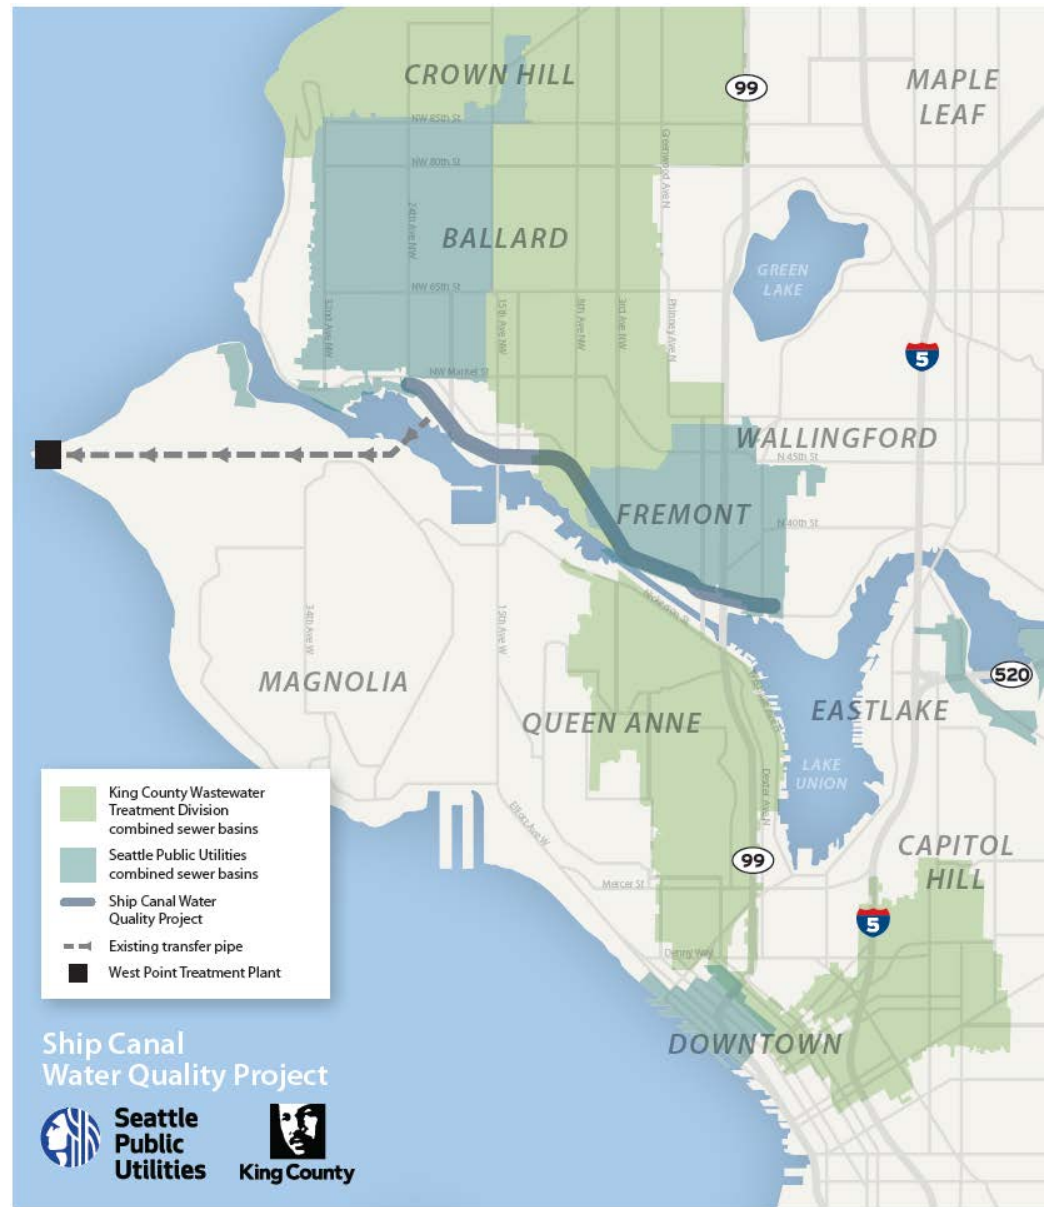 CROWN HILL
99
MAPLE
LEAF
NW 85th St
NW 80th St
Greenwood Ave N
24th Ave NW
BALLARD
GREEN
LAKE
NW 65th St
32nd Ave NW
15th Ave NW
8th Ave NW
3rd Ave NW
Phinney Ave N
5
NW Market St
WALLINGFORD
N 45th St
FREMONT
N 40th St
Nickerson St
34th Ave W
15th Ave W
MAGNOLIA
QUEEN ANNE
EASTLAKE
520
LAKE
UNION
Dexter Ave N
Elliott Ave W
99
CAPITOL
HILL
Mercer St
5
Denny Way
DOWNTOWN
King County Wastewater
Treatment Division
combined sewer basins
Seattle Public Utilities
combined sewer basins
Ship Canal Water
Quality Project
Existing transfer pipe
West Point Treatment Plant
Ship Canal
Water Quality Project
Seattle
Public
Utilities
King County